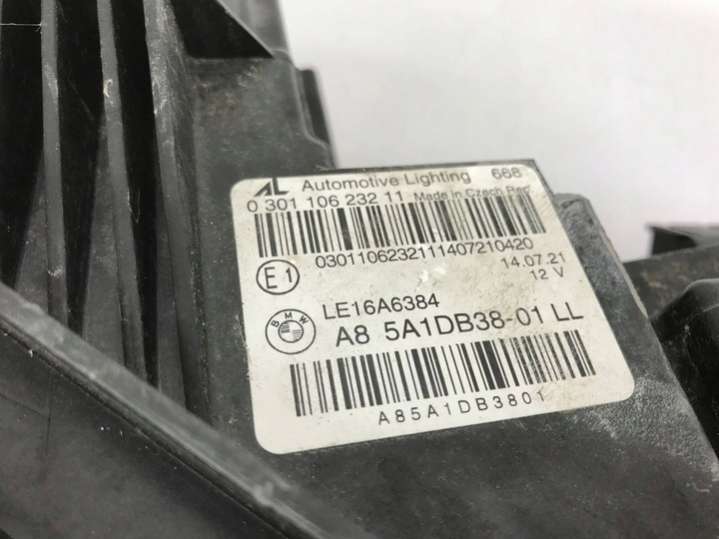 AL Automotive Lighting 668
0 301 106 232 11 Made in Czech Rep
0301106232111407210420
E1 14.07.21
12 V
LE16A6384
BMW A8 5A1DB38-01 LL
A85A1DB3801